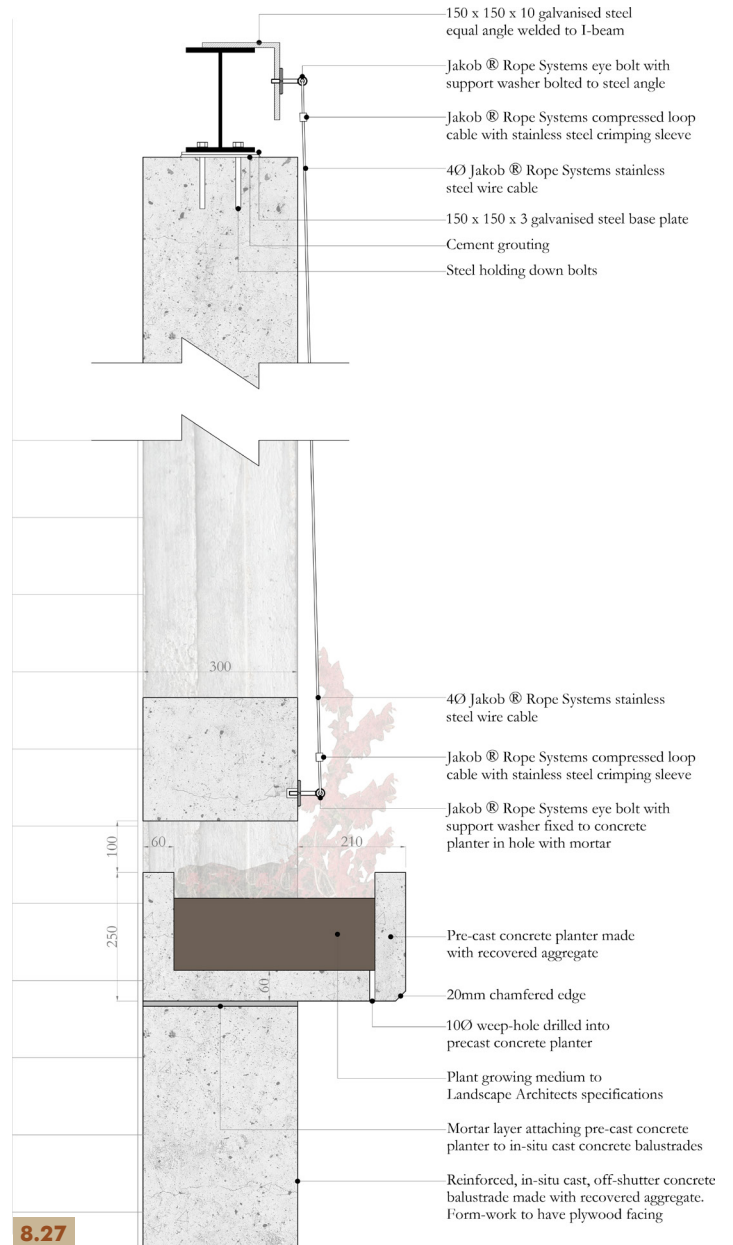 150 x 150 x 10 galvanised steel
equal angle welded to I-beam
Jakob ® Rope Systems eye bolt with
support washer bolted to steel angle
Jakob ® Rope Systems compressed loop
cable with stainless steel crimping sleeve
4Ø Jakob ® Rope Systems stainless
steel wire cable
150 x 150 x 3 galvanised steel base plate
Cement grouting
Steel holding down bolts
300
4Ø Jakob ® Rope Systems stainless
steel wire cable
Jakob ® Rope Systems compressed loop
cable with stainless steel crimping sleeve
Jakob ® Rope Systems eye bolt with
support washer fixed to concrete
planter in hole with mortar
100
60
210
250
60
Pre-cast concrete planter made
with recovered aggregate
20mm chamfered edge
10Ø weep-hole drilled into
precast concrete planter
Plant growing medium to
Landscape Architects specifications
Mortar layer attaching pre-cast concrete
planter to in-situ cast concrete balustrades
Reinforced, in-situ cast, off-shutter concrete
balustrade made with recovered aggregate.
Form-work to have plywood facing
8.27